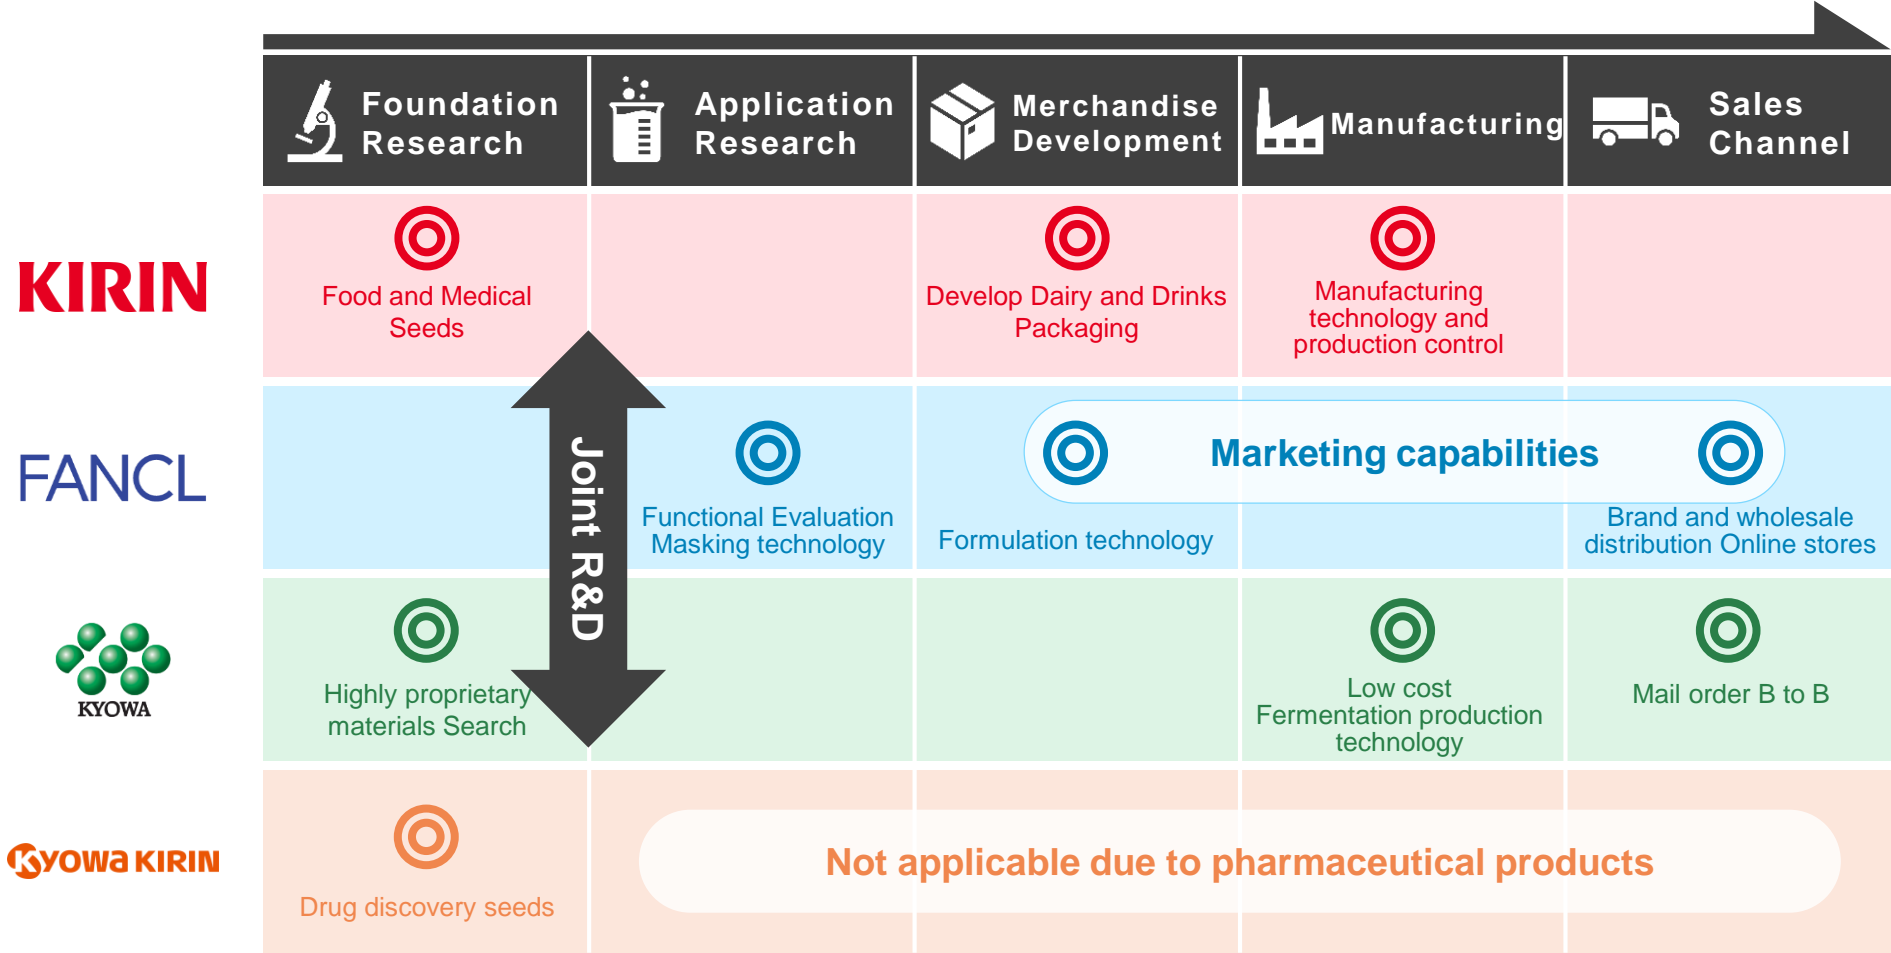 Foundation
Research
Application
Research
Merchandise
Development
Manufacturing
Sales
Channel
KIRIN
Food and Medical
Seeds
Develop Dairy and Drinks
Packaging
Manufacturing
technology and
production control
FANCL
Joint R&D
Functional Evaluation
Masking technology
Marketing capabilities
Formulation technology
Brand and wholesale
distribution Online stores
KYOWA
Highly proprietary
materials Search
Low cost
Fermentation production
technology
Mail order B to B
Kyowa KIRIN
Drug discovery seeds
Not applicable due to pharmaceutical products